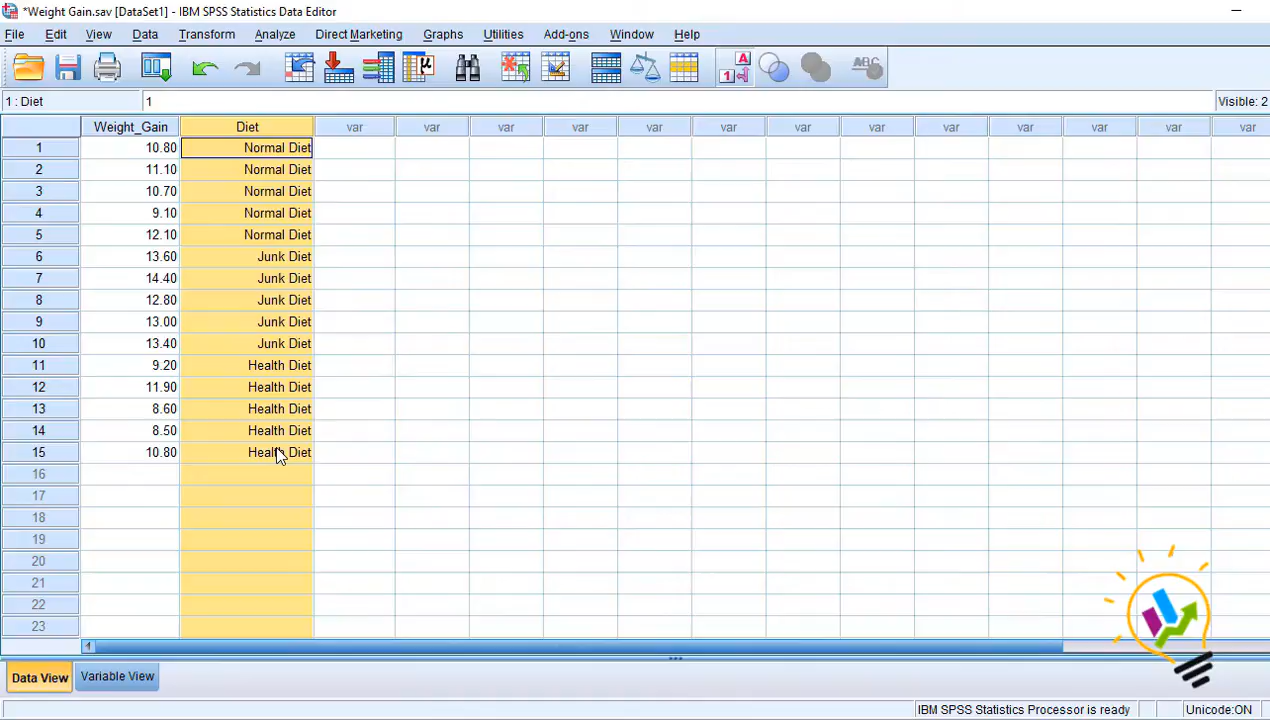 *Weight Gain.sav [DataSet1] - IBM SPSS Statistics Data Editor
File Edit View Data Transform Analyze Direct Marketing Graphs Utilities Add-ons Window Help
1 : Diet 1 Visible: 2
Weight_Gain Diet var var var var var var var var var var var var var
1 10.80 Normal Diet
2 11.10 Normal Diet
3 10.70 Normal Diet
4 9.10 Normal Diet
5 12.10 Normal Diet
6 13.60 Junk Diet
7 14.40 Junk Diet
8 12.80 Junk Diet
9 13.00 Junk Diet
10 13.40 Junk Diet
11 9.20 Health Diet
12 11.90 Health Diet
13 8.60 Health Diet
14 8.50 Health Diet
15 10.80 Health Diet
16
17
18
19
20
21
22
23
Data View Variable View
IBM SPSS Statistics Processor is ready Unicode:ON